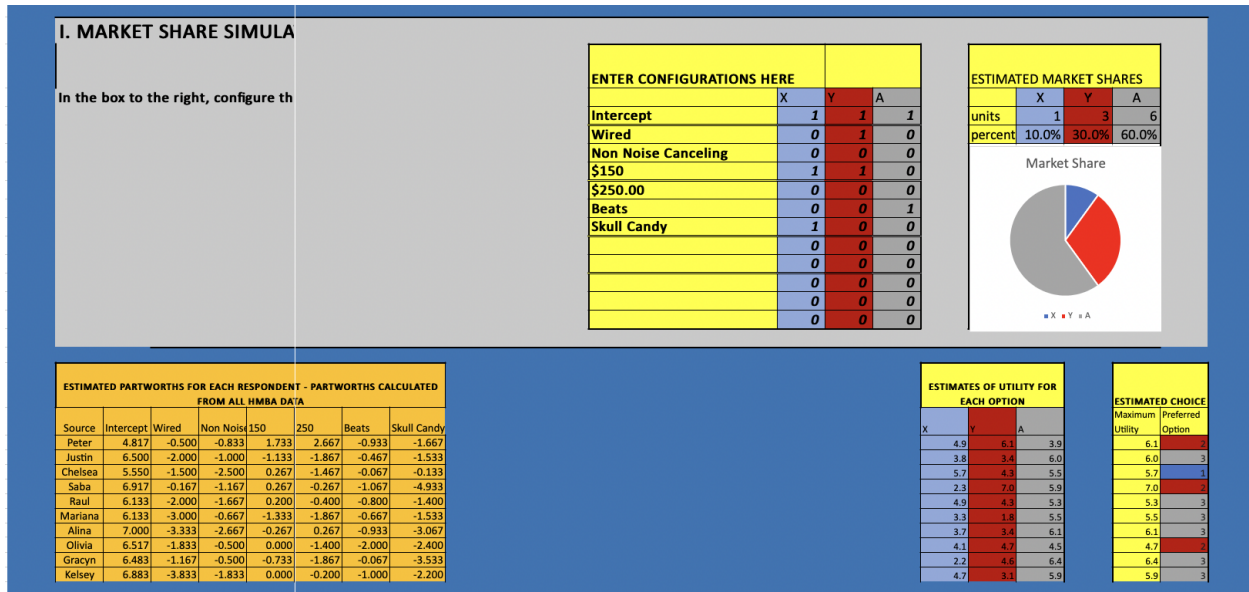 I. MARKET SHARE SIMULA
In the box to the right, configure th
ENTER CONFIGURATIONS HERE
X Y A
Intercept 1 1 1
Wired 0 1 0
Non Noise Canceling 0 0 0
$150 1 1 0
$250.00 0 0 0
Beats 0 0 1
Skull Candy 1 0 0
0 0 0
0 0 0
0 0 0
0 0 0
0 0 0
ESTIMATED MARKET SHARES
X Y A
units 1 3 6
percent 10.0% 30.0% 60.0%
Market Share
X Y A
ESTIMATED PARTWORTHS FOR EACH RESPONDENT - PARTWORTHS CALCULATED
FROM ALL HMBA DATA
Source Intercept Wired Non Noise 150 250 Beats Skull Candy
Peter 4.817 -0.500 -0.833 1.733 2.667 -0.933 -1.667
Justin 6.500 -2.000 -1.000 -1.133 -1.867 -0.467 -1.533
Chelsea 5.550 -1.500 -2.500 0.267 -1.467 -0.067 -0.133
Saba 6.917 -0.167 -1.167 0.267 -0.267 -1.067 -4.933
Raul 6.133 -2.000 -1.667 0.200 -0.400 -0.800 -1.400
Mariana 6.133 -3.000 -0.667 -1.333 -1.867 -0.667 -1.533
Alina 7.000 -3.333 -2.667 -0.267 0.267 -0.933 -3.067
Olivia 6.517 -1.833 -0.500 0.000 -1.400 -2.000 -2.400
Gracyn 6.483 -1.167 -0.500 -0.733 -1.867 -0.067 -3.533
Kelsey 6.883 -3.833 -1.833 0.000 -0.200 -1.000 -2.200
ESTIMATES OF UTILITY FOR
EACH OPTION
X Y A
4.9 6.1 3.9
3.8 3.4 6.0
5.7 4.3 5.5
2.3 7.0 5.9
4.9 4.3 5.3
3.3 1.8 5.5
3.7 3.4 6.1
4.1 4.7 4.5
2.2 4.6 6.4
4.7 3.1 5.9
ESTIMATED CHOICE
Maximum Preferred
Utility Option
6.1 2
6.0 3
5.7 1
7.0 2
5.3 3
5.5 3
6.1 3
4.7 2
6.4 3
5.9 3